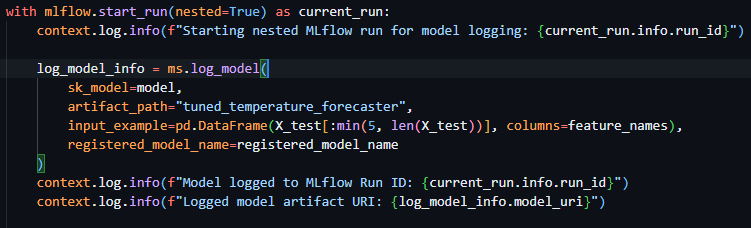 with mlflow.start_run(nested=True) as current_run:
    context.log.info(f"Starting nested MLflow run for model logging: {current_run.info.run_id}")

    log_model_info = ms.log_model(
        sk_model=model,
        artifact_path="tuned_temperature_forecaster",
        input_example=pd.DataFrame(X_test[:min(5, len(X_test))], columns=feature_names),
        registered_model_name=registered_model_name
    )
    context.log.info(f"Model logged to MLflow Run ID: {current_run.info.run_id}")
    context.log.info(f"Logged model artifact URI: {log_model_info.model_uri}")